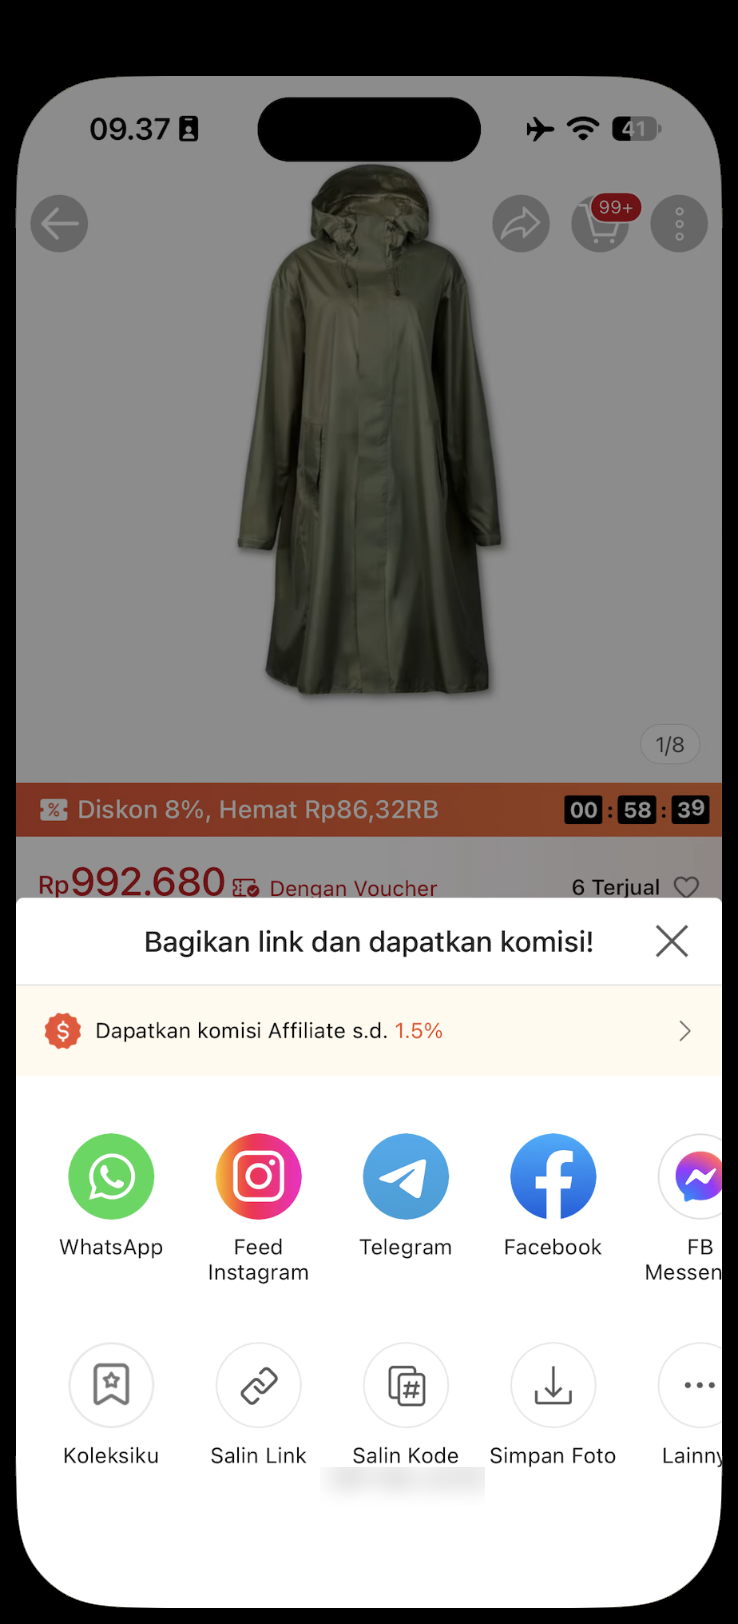 09.37
41
99+
1/8
Diskon 8%, Hemat Rp86,32RB
00 : 58 : 39
Rp992.680 Dengan Voucher
6 Terjual
Bagikan link dan dapatkan komisi!
Dapatkan komisi Affiliate s.d. 1.5%
WhatsApp
Feed
Instagram
Telegram
Facebook
FB
Messen
Koleksiku
Salin Link
Salin Kode
Simpan Foto
Lainny